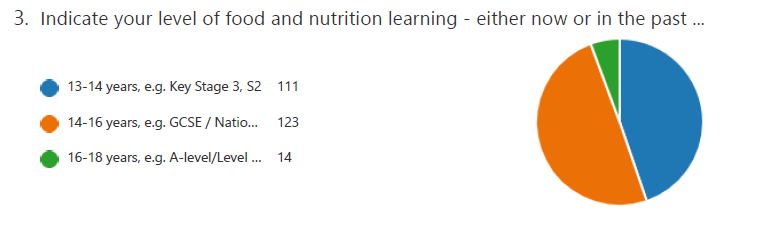 3. Indicate your level of food and nutrition learning - either now or in the past ...
13-14 years, e.g. Key Stage 3, S2 111
14-16 years, e.g. GCSE / Natio... 123
16-18 years, e.g. A-level/Level ... 14